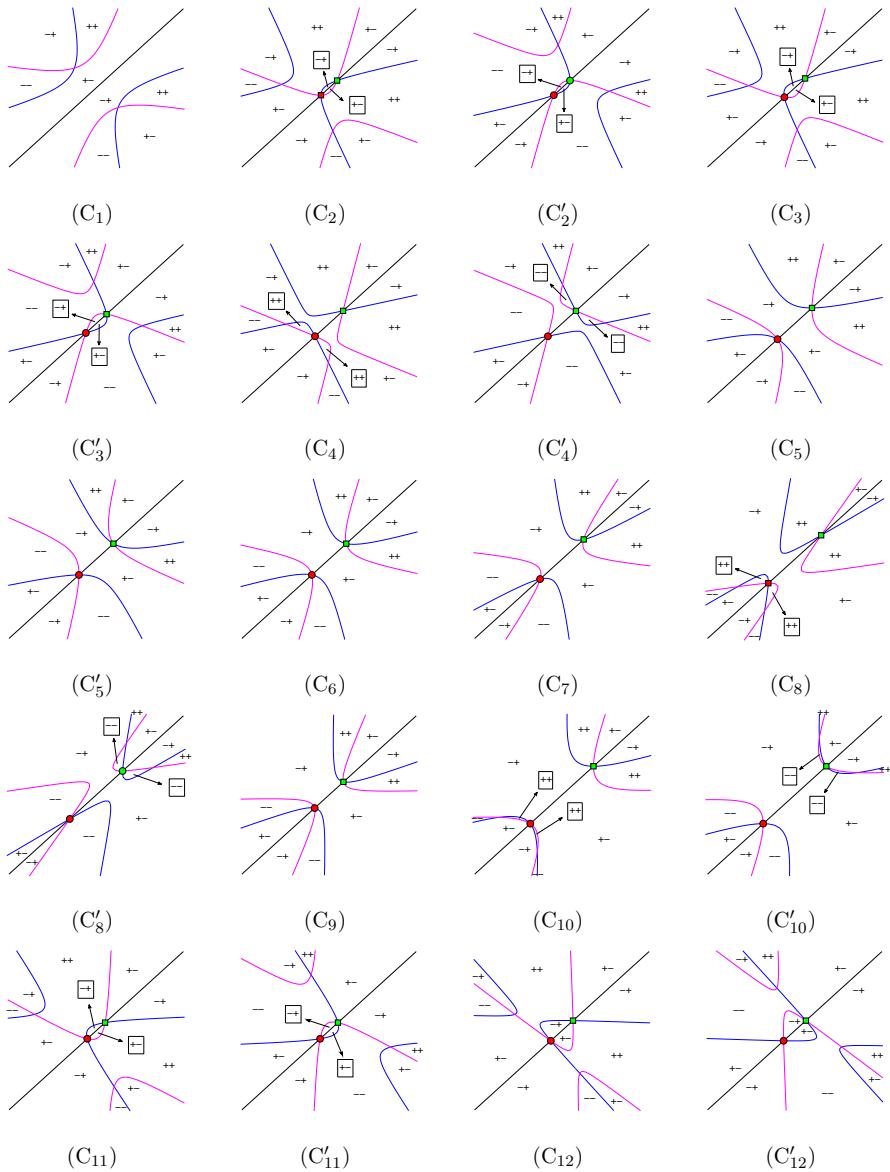 −+ ++ −− +− −+ ++ +− −−
−+ ++ −+ +− −+ −− +− ++ +− −+ +− −−
−+ ++ +− −+ −+ −− ++ +− +− −+ +− −−
−+ ++ +− −+ −+ −− +− ++ +− −+ +− −−
(C₁) (C₂) (C′₂) (C₃)
−+ ++ +− −+ −− −+ ++ +− +− −+ −− +−
−+ ++ +− −+ ++ −− ++ +− +− −+ ++ −−
−+ ++ +− −− −+ −− ++ −− +− −+ −− +−
−+ ++ +− −+ −− ++ +− +− −+ −−
(C′₃) (C₄) (C′₄) (C₅)
−+ ++ +− −+ −− ++ +− +− −+ −−
−+ ++ +− −+ −− ++ +− +− −+ −−
−+ ++ +− −+ −− ++ +− +− −+ −−
+− −+ −+ ++ ++ ++ −− +− ++ −+ −−
(C′₅) (C₆) (C₇) (C₈)
++ +− −− −+ −+ ++ −− −− −− +− +− −+
++ +− −+ −+ ++ −− +− +− −+ −−
++ +− −+ −+ ++ ++ ++ +− −+ +− −−
++ +− −+ −+ ++ −− −− −− +− +− −+ −−
(C′₈) (C₉) (C₁₀) (C′₁₀)
++ +− −+ −+ −+ −− +− ++ +− −+ +− −−
−+ ++ +− −+ −− −+ ++ +− +− −+ +− −−
−+ ++ +− −+ −− −+ +− ++ +− −+ +− −−
−+ ++ +− −+ −− −+ +− ++ +− −+ +− −−
(C₁₁) (C′₁₁) (C₁₂) (C′₁₂)